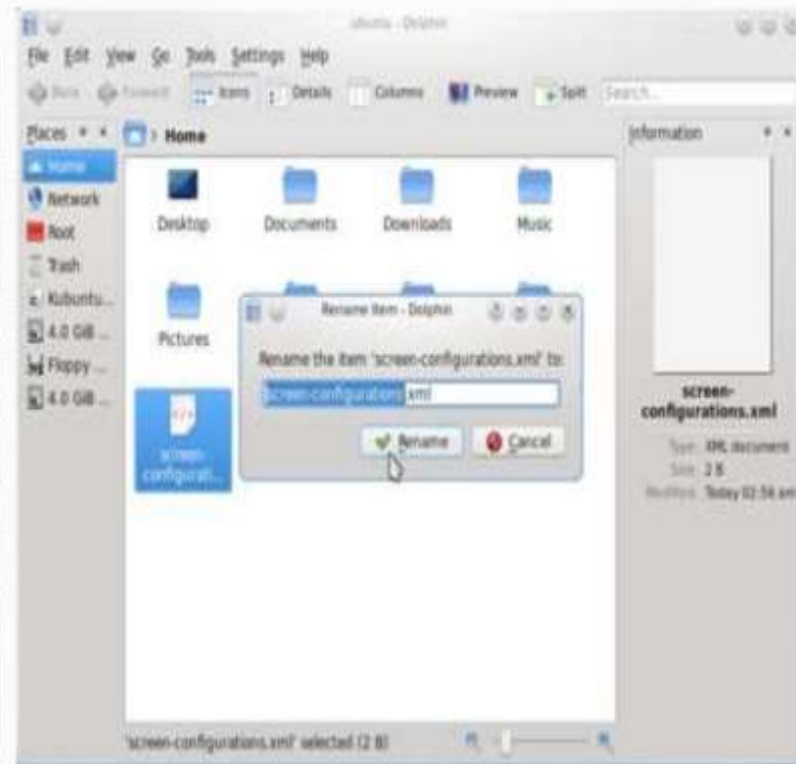 ubuntu - Dolphin
File Edit View Go Tools Settings Help
Back Forward Icons Details Columns Preview Split Search...
Places
Home
Information
Home
Network
Root
Trash
Kubuntu...
4.0 GiB ...
Floppy ...
4.0 GiB ...
Desktop Documents Downloads Music
Pictures
Rename Item - Dolphin
Rename the item 'screen-configurations.xml' to:
screen-configurations.xml
Rename Cancel
screen-
configurati...
screen-
configurations.xml
Type: XML document
Size: 2 B
Modified: Today 02:56 am
'screen-configurations.xml' selected (2 B)